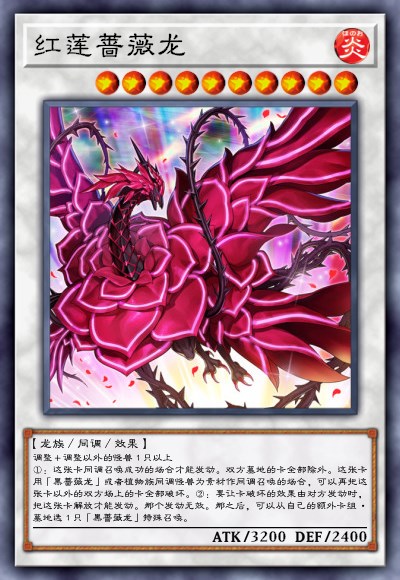 红莲蔷薇龙
ほのお
炎
【龙族/同调/效果】
调整+调整以外的怪兽1只以上
①：这张卡同调召唤成功的场合才能发动。双方墓地的卡全部除外。这张卡
用「黑蔷薇龙」或者植物族同调怪兽为素材作同调召唤的场合，可以再把这
张卡以外的双方场上的卡全部破坏。②：要让卡破坏的效果由对方发动时，
把这张卡解放才能发动。那个发动无效。那之后，可以从自己的额外卡组·
墓地选1只「黑蔷薇龙」特殊召唤。
ATK/3200 DEF/2400